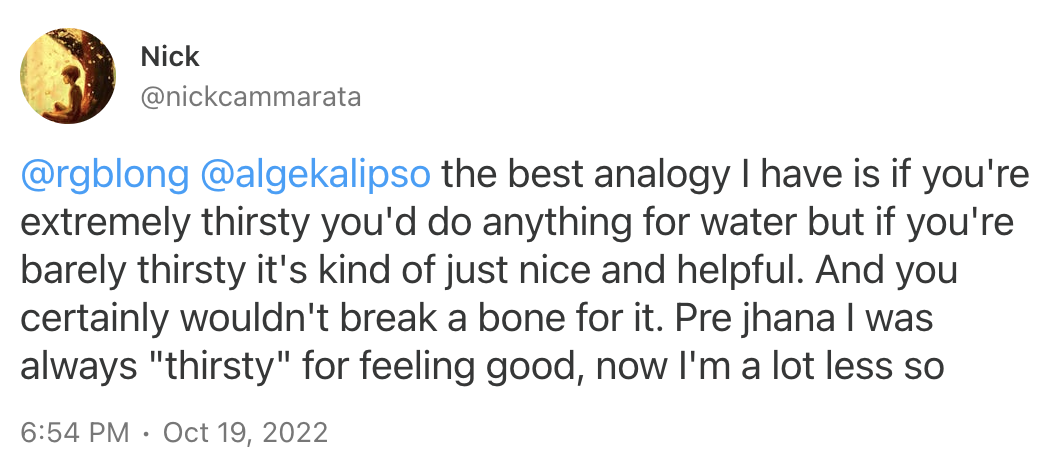 Nick
@nickcammarata
@rgblong @algekalipso the best analogy I have is if you're
extremely thirsty you'd do anything for water but if you're
barely thirsty it's kind of just nice and helpful. And you
certainly wouldn't break a bone for it. Pre jhana I was
always "thirsty" for feeling good, now I'm a lot less so
6:54 PM · Oct 19, 2022